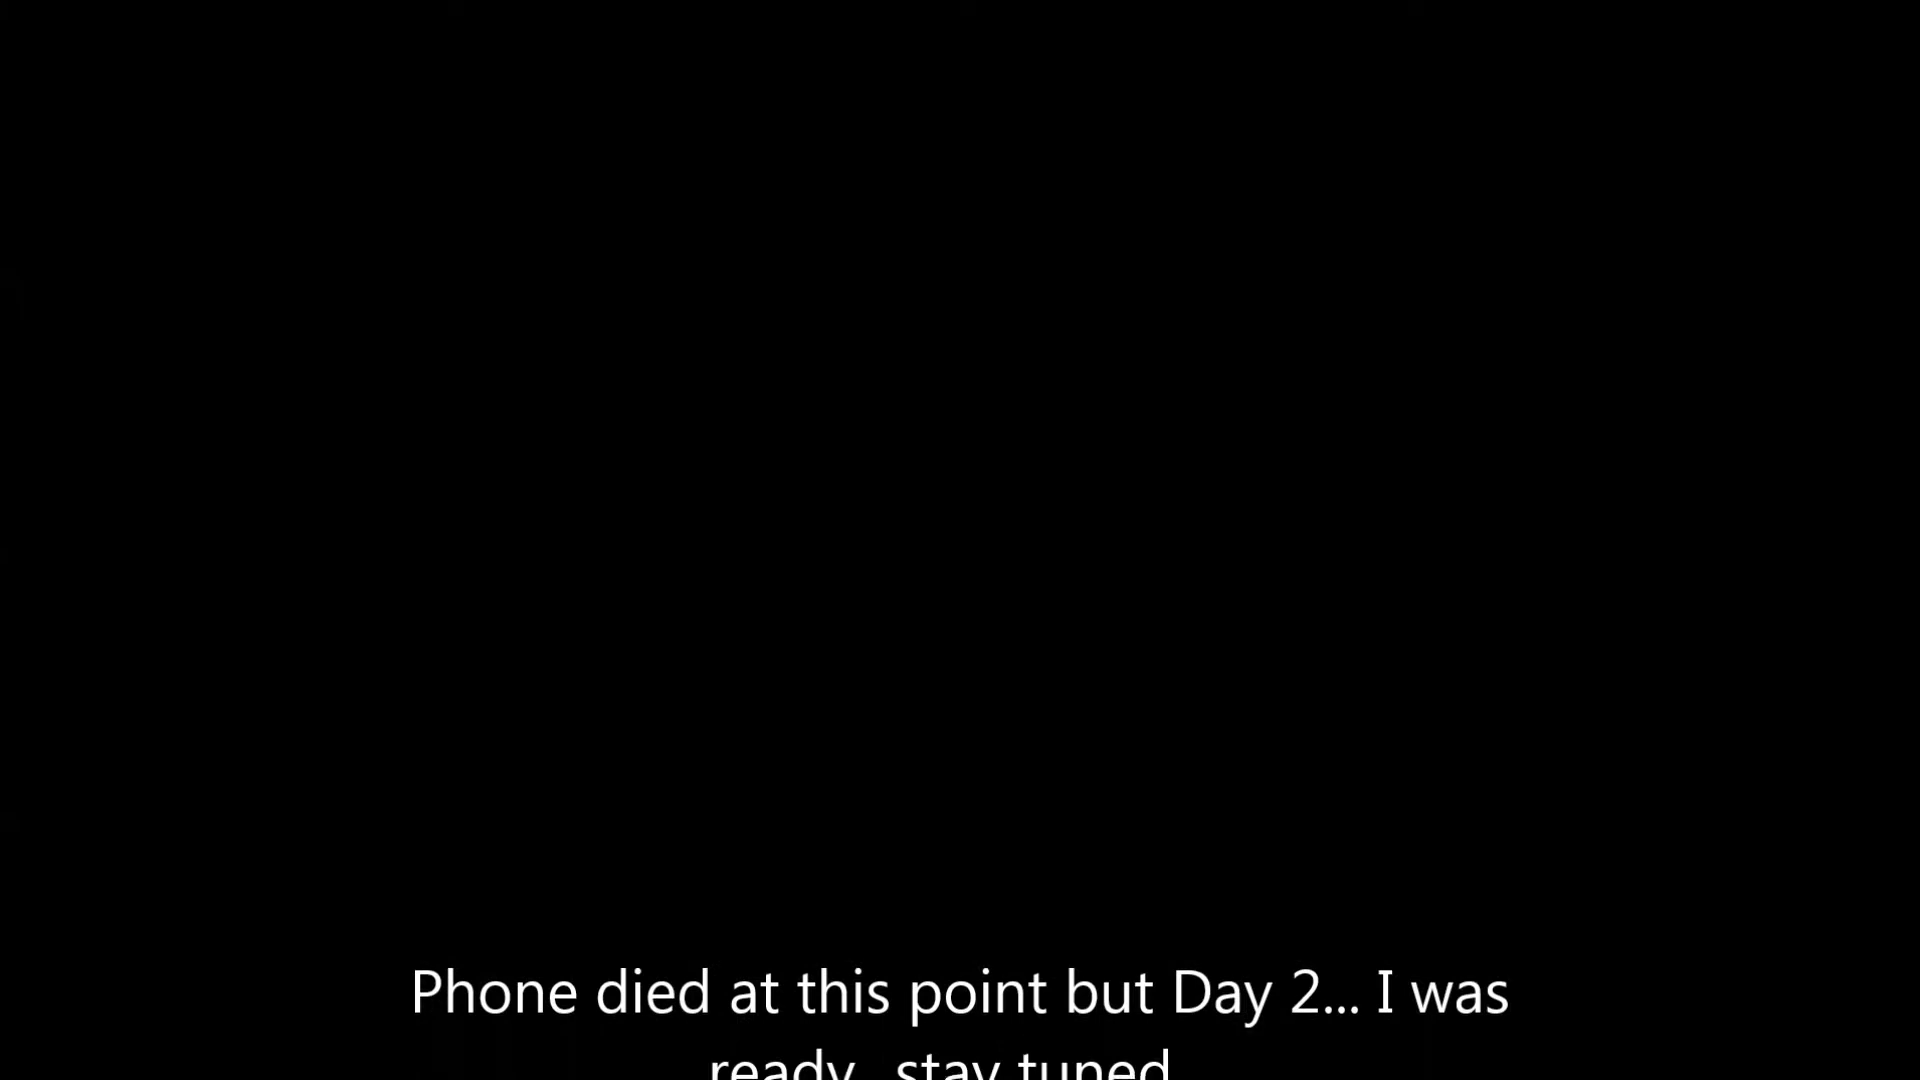 Phone died at this point but Day 2... I was
ready.. stay tuned